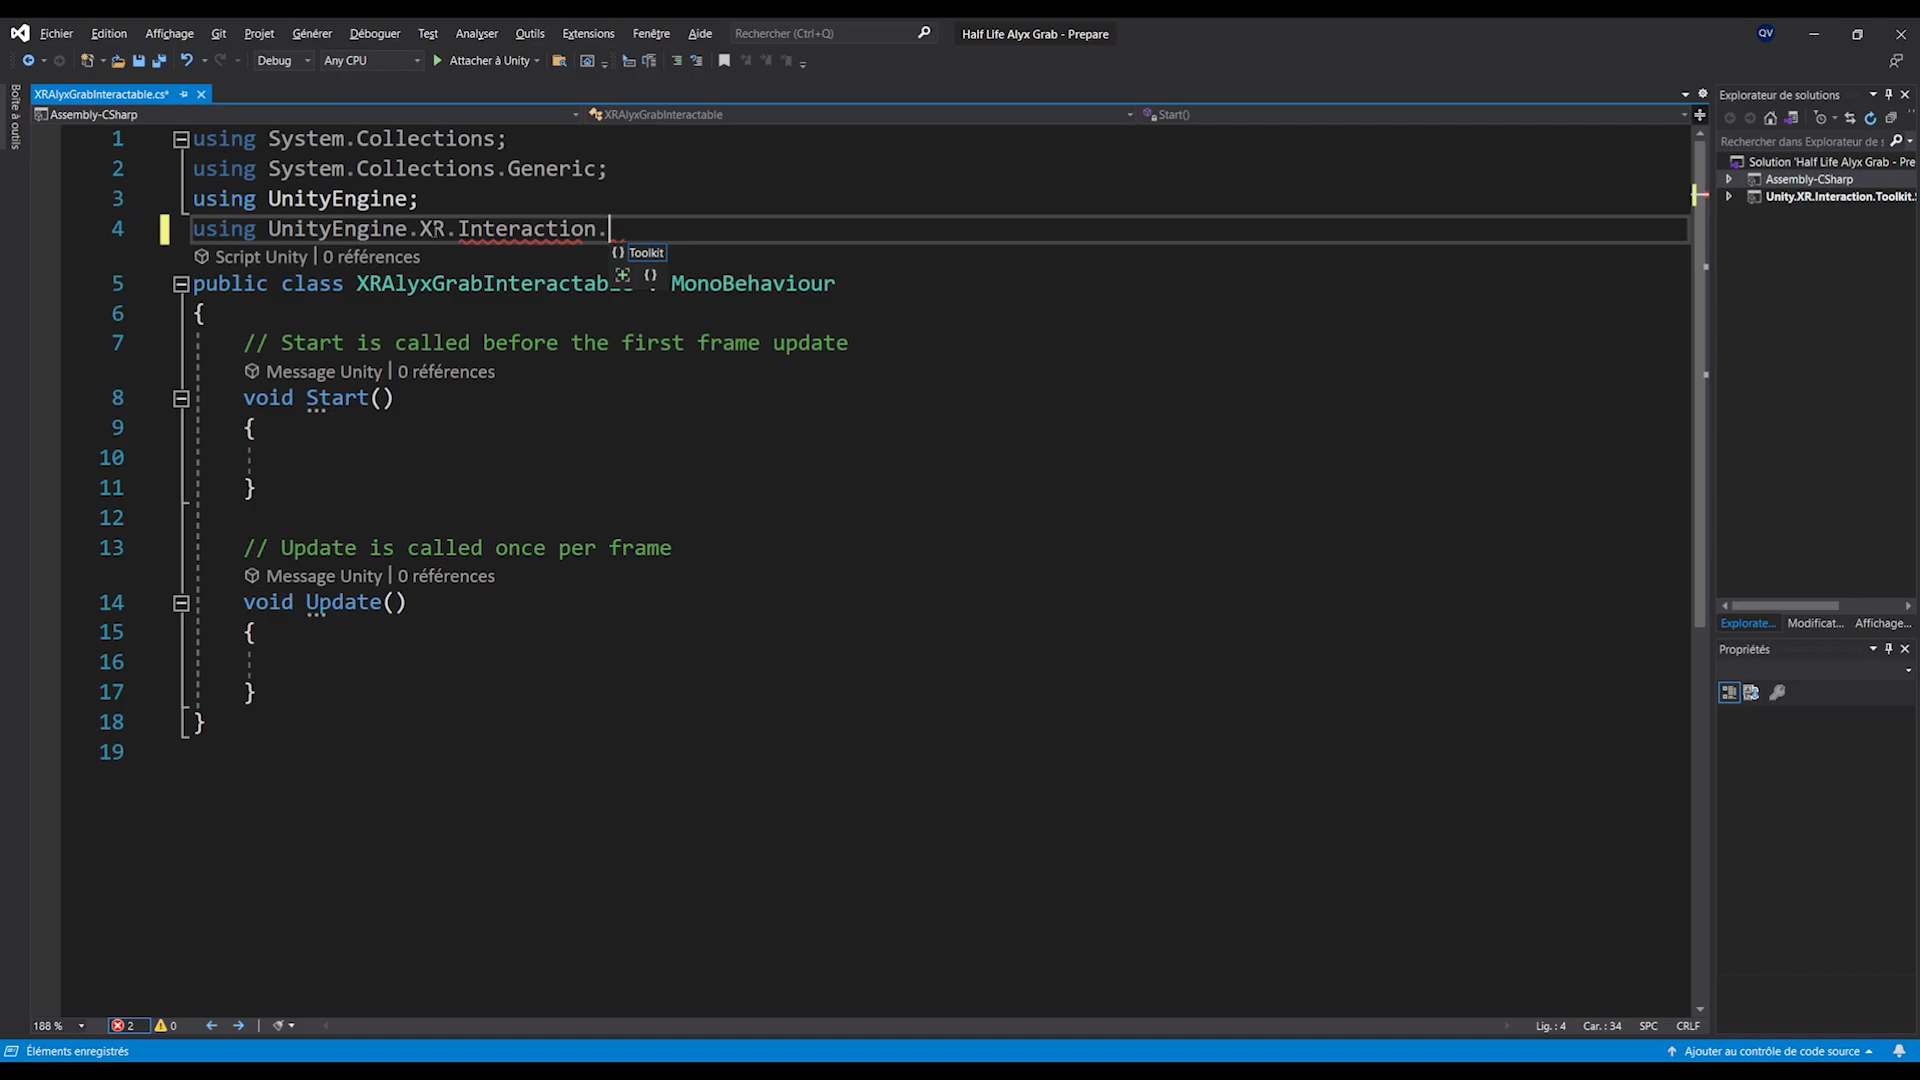 Fichier Edition Affichage Git Projet Générer Déboguer Test Analyser Outils Extensions Fenêtre Aide Rechercher (Ctrl+Q) Half Life Alyx Grab - Prepare QV
Debug Any CPU Attacher à Unity
Boîte à outils
XRAlyxGrabInteractable.cs*
Assembly-CSharp XRAlyxGrabInteractable Start()
1 using System.Collections;
2 using System.Collections.Generic;
3 using UnityEngine;
4 using UnityEngine.XR.Interaction.
{ } Toolkit
Script Unity | 0 références
5 public class XRAlyxGrabInteractable : MonoBehaviour
6 {
7 // Start is called before the first frame update
Message Unity | 0 références
8 void Start()
9 {
10
11 }
12
13 // Update is called once per frame
Message Unity | 0 références
14 void Update()
15 {
16
17 }
18 }
19
188 % 2 0 Lig. : 4 Car. : 34 SPC CRLF
Éléments enregistrés Ajouter au contrôle de code source
Explorateur de solutions
Rechercher dans Explorateur de s
Solution 'Half Life Alyx Grab - Pre
Assembly-CSharp
Unity.XR.Interaction.Toolkit.
Explorate... Modificat... Affichage...
Propriétés